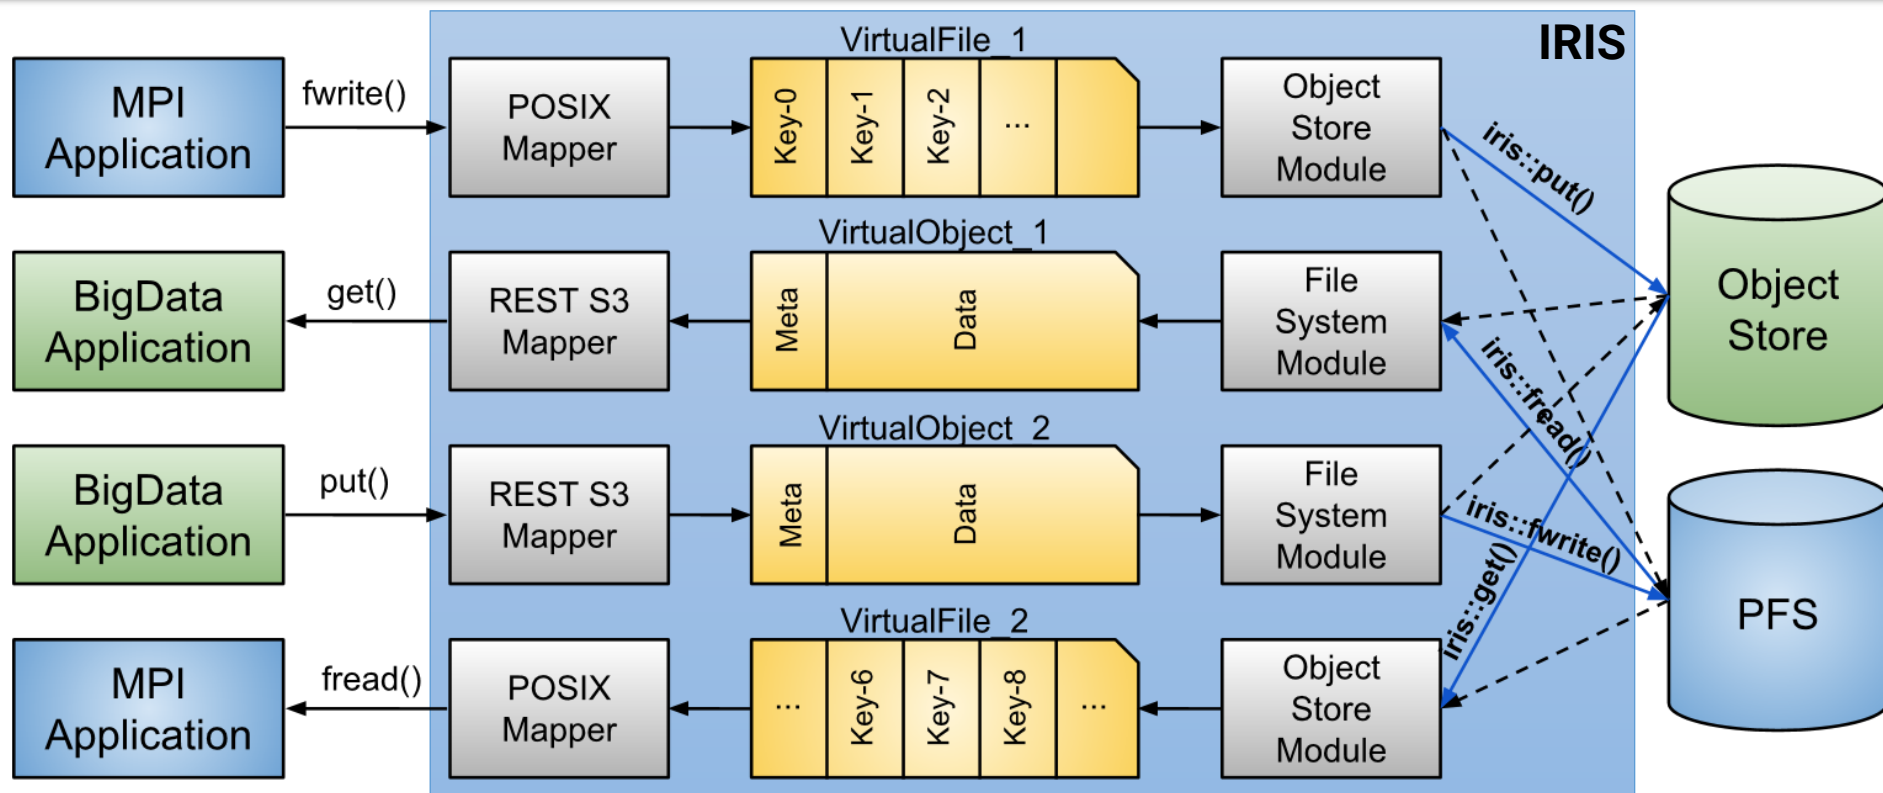 IRIS
VirtualFile_1
MPI
Application
fwrite()
POSIX
Mapper
Key-0
Key-1
Key-2
...
Object
Store
Module
iris::put()
VirtualObject_1
BigData
Application
get()
REST S3
Mapper
Meta
Data
File
System
Module
iris::fread()
Object
Store
VirtualObject_2
BigData
Application
put()
REST S3
Mapper
Meta
Data
File
System
Module
iris::fwrite()
iris::get()
PFS
VirtualFile_2
MPI
Application
fread()
POSIX
Mapper
...
Key-6
Key-7
Key-8
...
Object
Store
Module